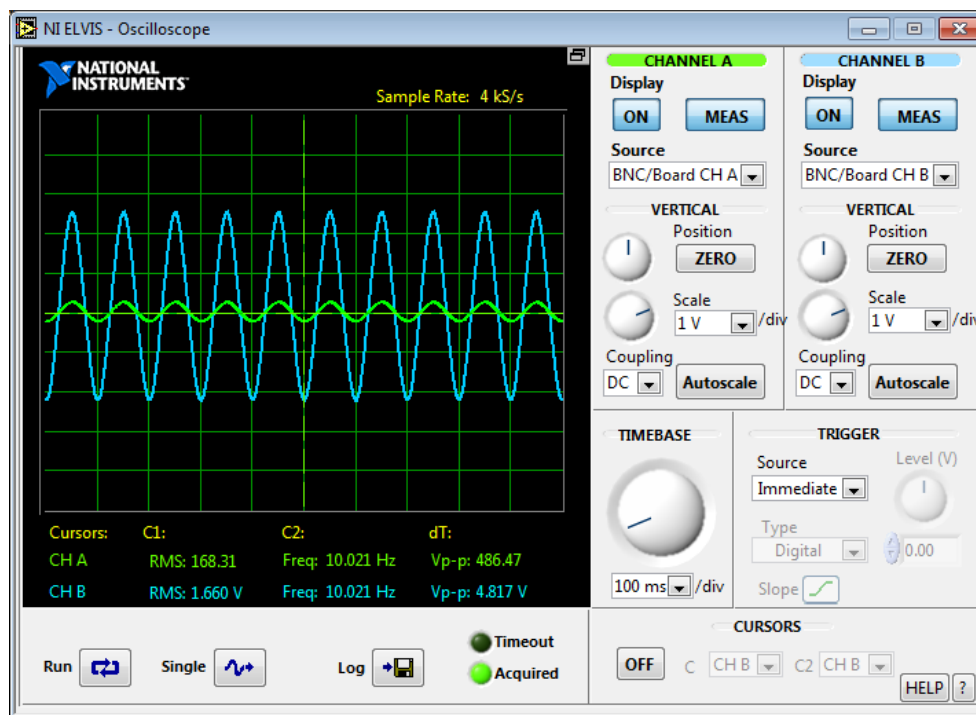 NI ELVIS - Oscilloscope
NATIONAL
INSTRUMENTS™
Sample Rate: 4 kS/s
Cursors: C1: C2: dT:
CH A RMS: 168.31 Freq: 10.021 Hz Vp-p: 486.47
CH B RMS: 1.660 V Freq: 10.021 Hz Vp-p: 4.817 V
Run Single Log Timeout
Acquired
CHANNEL A CHANNEL B
Display Display
ON MEAS ON MEAS
Source Source
BNC/Board CH A BNC/Board CH B
VERTICAL VERTICAL
Position Position
ZERO ZERO
Scale Scale
1 V /div 1 V /div
Coupling Coupling
DC Autoscale DC Autoscale
TIMEBASE
100 ms /div
TRIGGER
Source Level (V)
Immediate
Type
Digital 0.00
Slope
CURSORS
OFF C CH B C2 CH B
HELP ?